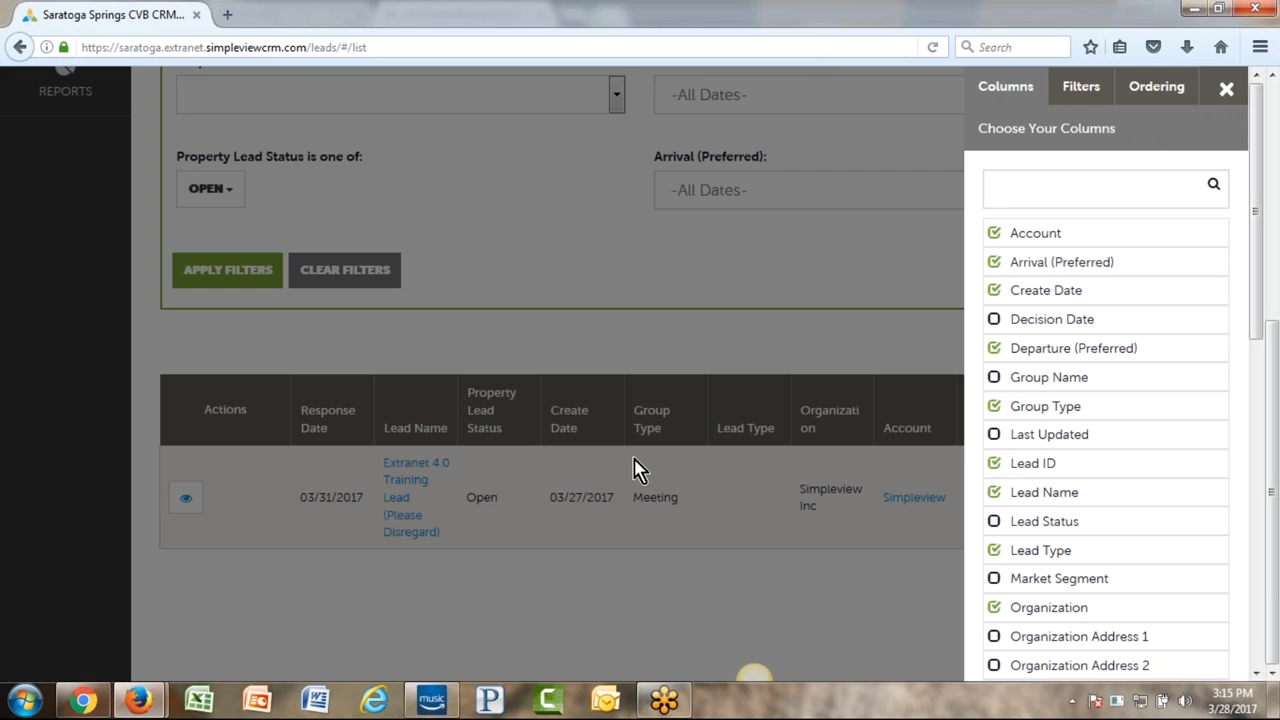 Saratoga Springs CVB CRM...
https://saratoga.extranet.simpleviewcrm.com/leads/#/list
Search
REPORTS
-All Dates-
Property Lead Status is one of:
Arrival (Preferred):
OPEN
-All Dates-
APPLY FILTERS
CLEAR FILTERS
Actions
Response Date
Lead Name
Property Lead Status
Create Date
Group Type
Lead Type
Organizati
on
Account
03/31/2017
Extranet 4.0
Training
Lead
(Please
Disregard)
Open
03/27/2017
Meeting
Simpleview
Inc
Simpleview
Columns
Filters
Ordering
Choose Your Columns
Account
Arrival (Preferred)
Create Date
Decision Date
Departure (Preferred)
Group Name
Group Type
Last Updated
Lead ID
Lead Name
Lead Status
Lead Type
Market Segment
Organization
Organization Address 1
Organization Address 2
music
3:15 PM
3/28/2017